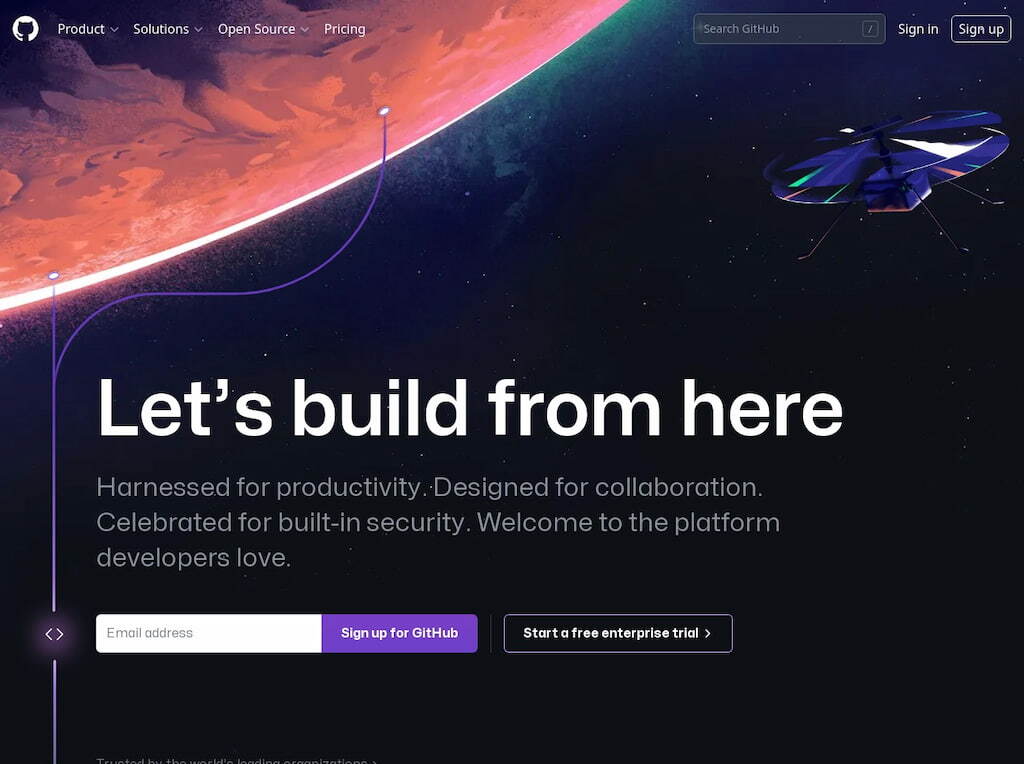 Product Solutions Open Source Pricing Search GitHub / Sign in Sign up
Let’s build from here
Harnessed for productivity. Designed for collaboration.
Celebrated for built-in security. Welcome to the platform
developers love.
Email address Sign up for GitHub Start a free enterprise trial
Trusted by the world's leading organizations